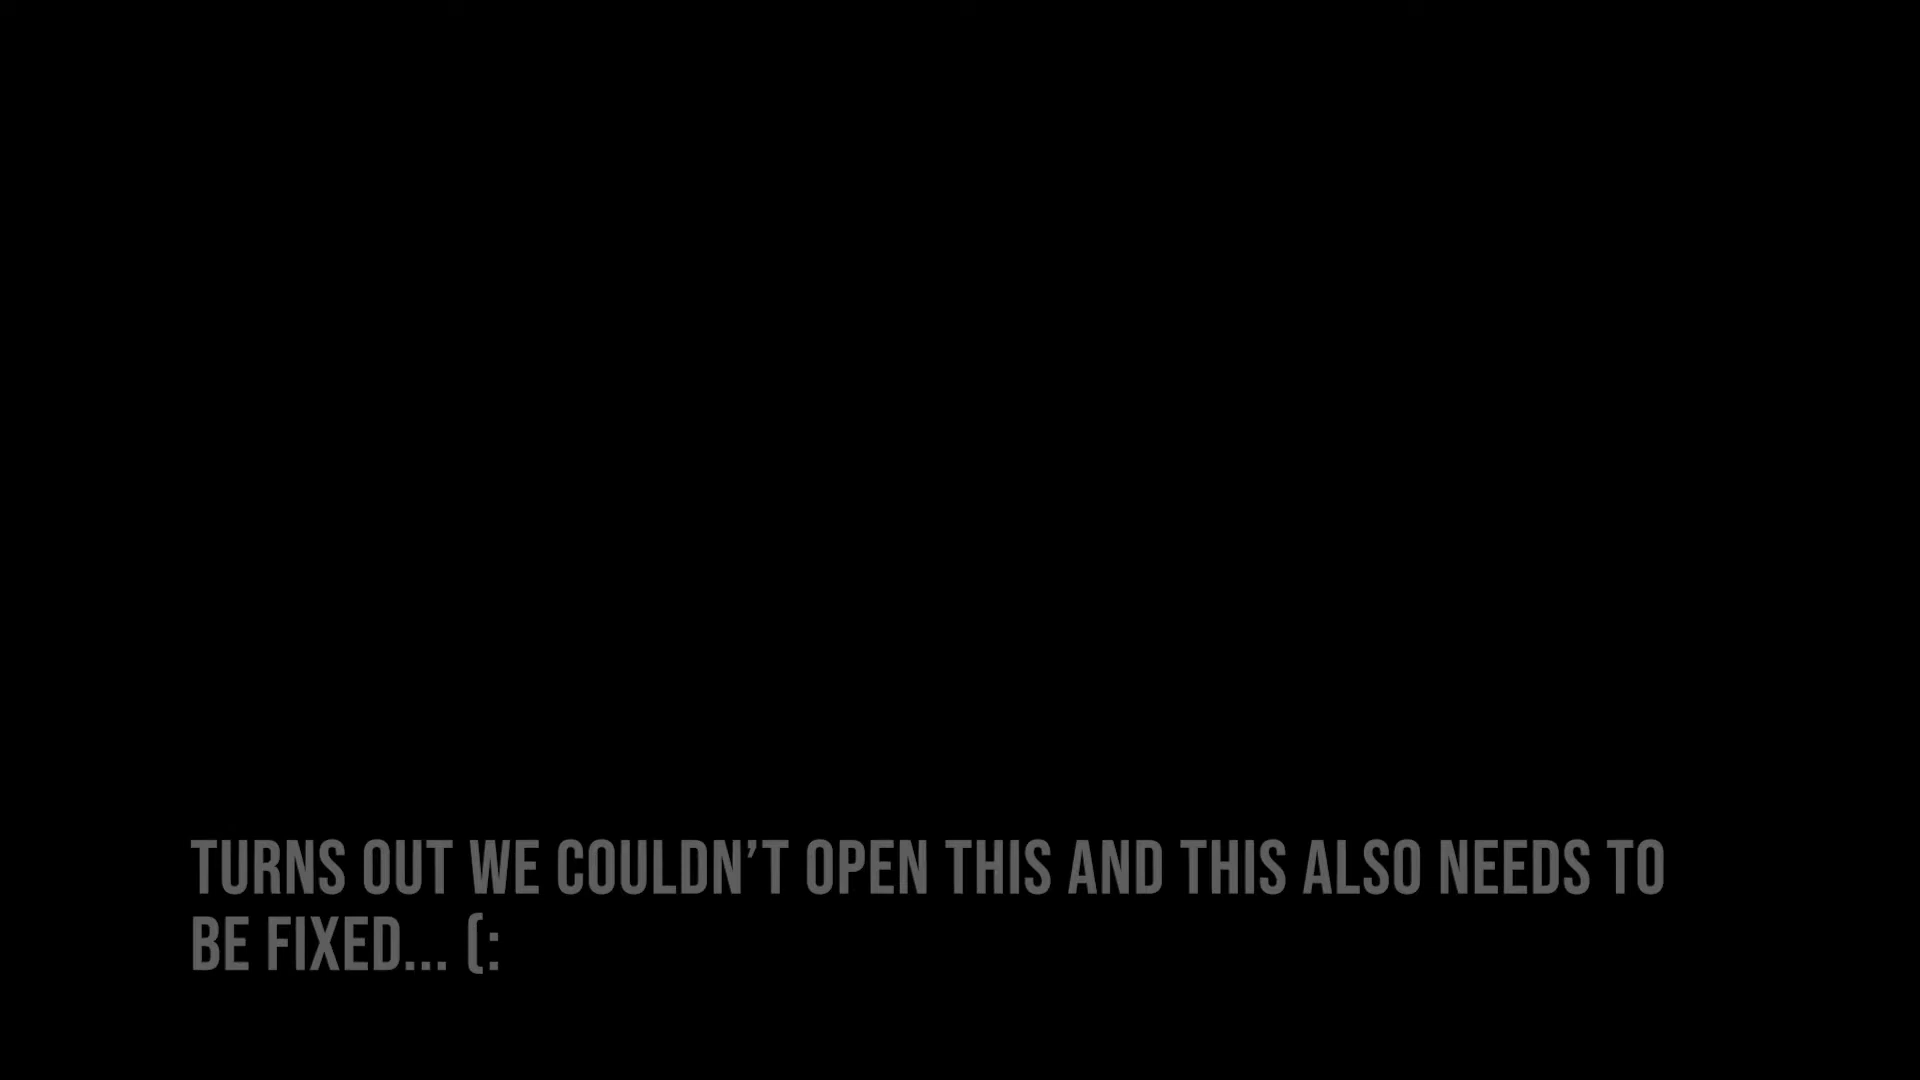 TURNS OUT WE COULDN’T OPEN THIS AND THIS ALSO NEEDS TO
BE FIXED... (: